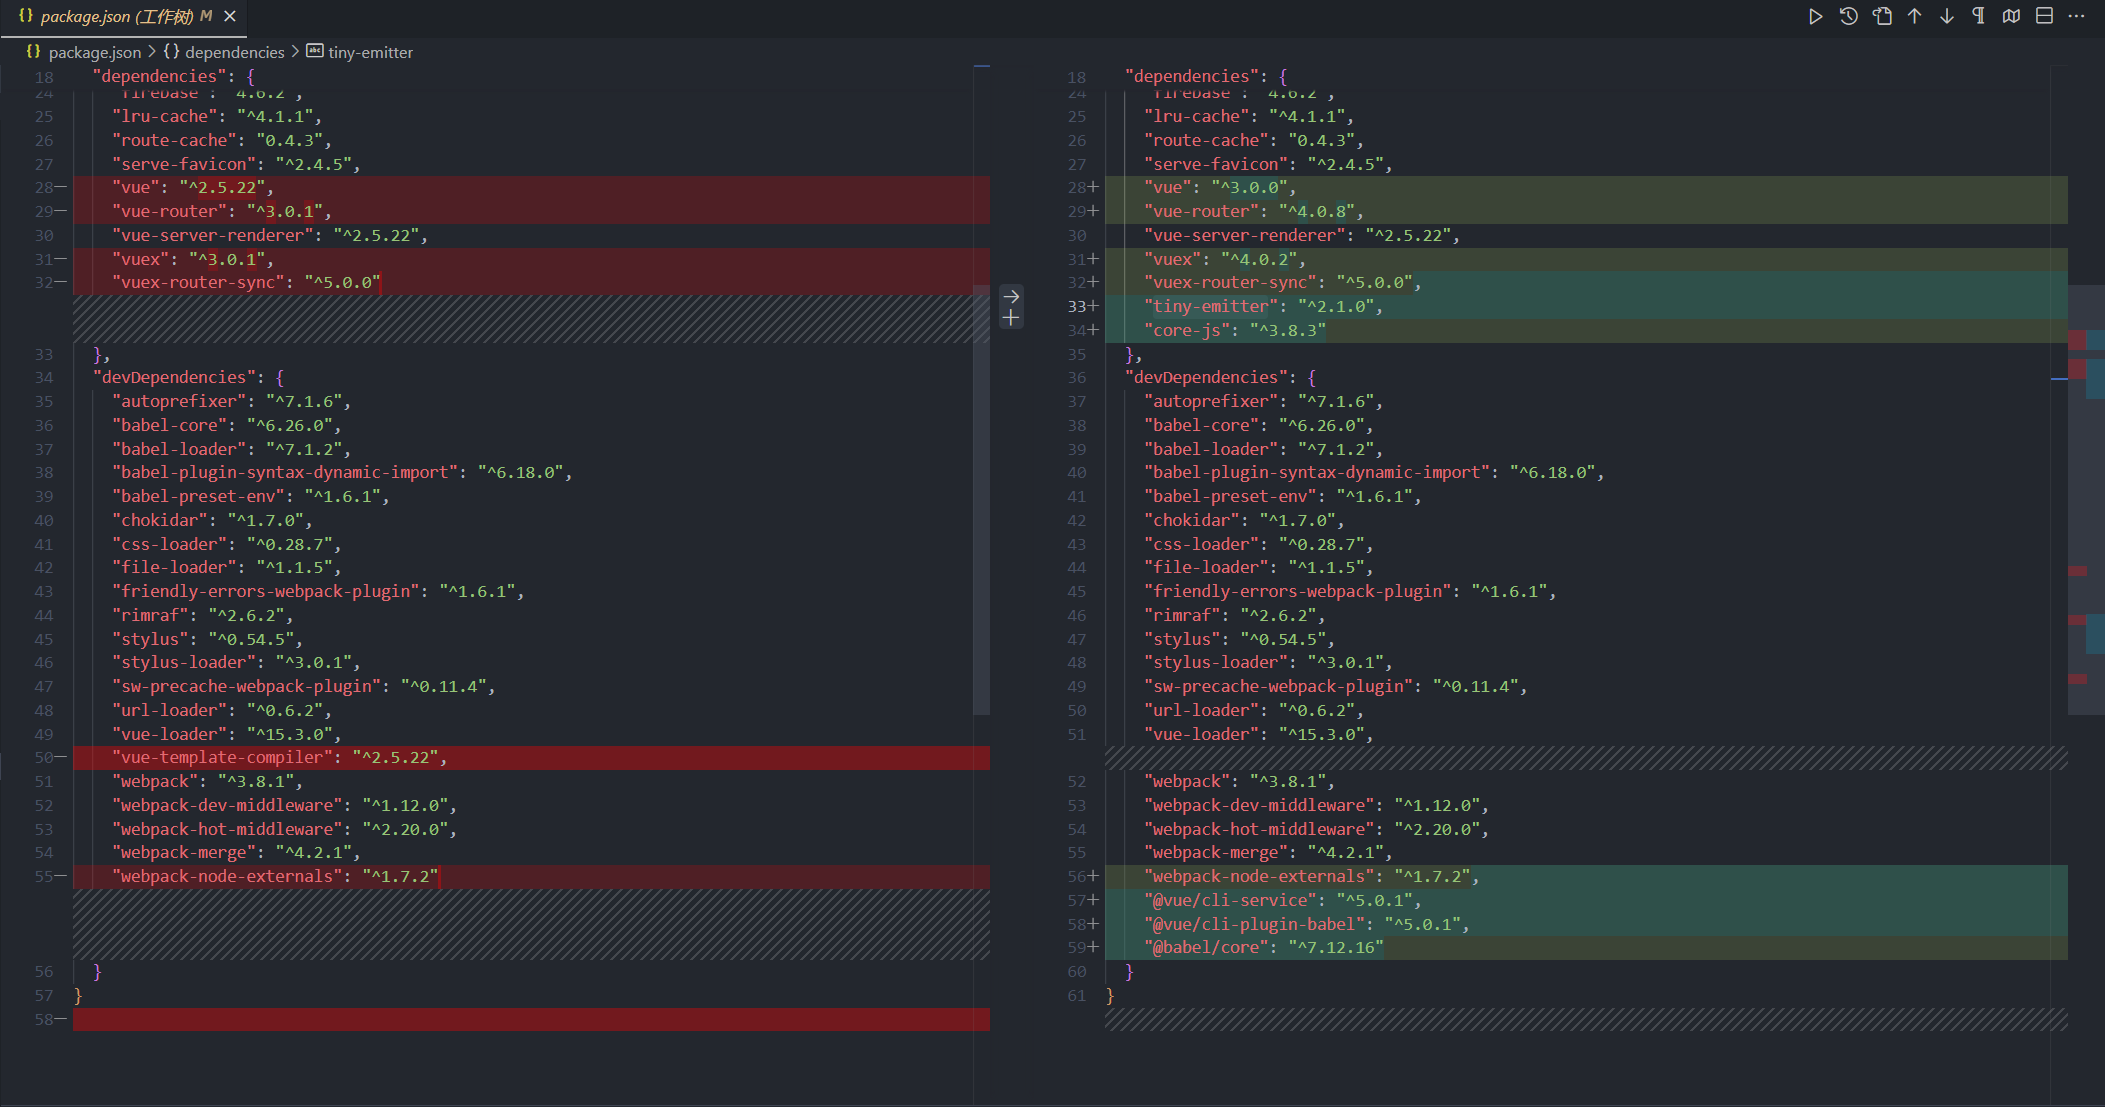 package.json (工作树) M
package.json > {} dependencies > tiny-emitter
18 "dependencies": {
24 "firebase": "4.6.2",
25 "lru-cache": "^4.1.1",
26 "route-cache": "0.4.3",
27 "serve-favicon": "^2.4.5",
28— "vue": "^2.5.22",
29— "vue-router": "^3.0.1",
30 "vue-server-renderer": "^2.5.22",
31— "vuex": "^3.0.1",
32— "vuex-router-sync": "^5.0.0"
33 },
34 "devDependencies": {
35 "autoprefixer": "^7.1.6",
36 "babel-core": "^6.26.0",
37 "babel-loader": "^7.1.2",
38 "babel-plugin-syntax-dynamic-import": "^6.18.0",
39 "babel-preset-env": "^1.6.1",
40 "chokidar": "^1.7.0",
41 "css-loader": "^0.28.7",
42 "file-loader": "^1.1.5",
43 "friendly-errors-webpack-plugin": "^1.6.1",
44 "rimraf": "^2.6.2",
45 "stylus": "^0.54.5",
46 "stylus-loader": "^3.0.1",
47 "sw-precache-webpack-plugin": "^0.11.4",
48 "url-loader": "^0.6.2",
49 "vue-loader": "^15.3.0",
50— "vue-template-compiler": "^2.5.22",
51 "webpack": "^3.8.1",
52 "webpack-dev-middleware": "^1.12.0",
53 "webpack-hot-middleware": "^2.20.0",
54 "webpack-merge": "^4.2.1",
55— "webpack-node-externals": "^1.7.2"
56 }
57 }
58—
18 "dependencies": {
24 "firebase": "4.6.2",
25 "lru-cache": "^4.1.1",
26 "route-cache": "0.4.3",
27 "serve-favicon": "^2.4.5",
28+ "vue": "^3.0.0",
29+ "vue-router": "^4.0.8",
30 "vue-server-renderer": "^2.5.22",
31+ "vuex": "^4.0.2",
32+ "vuex-router-sync": "^5.0.0",
33+ "tiny-emitter": "^2.1.0",
34+ "core-js": "^3.8.3"
35 },
36 "devDependencies": {
37 "autoprefixer": "^7.1.6",
38 "babel-core": "^6.26.0",
39 "babel-loader": "^7.1.2",
40 "babel-plugin-syntax-dynamic-import": "^6.18.0",
41 "babel-preset-env": "^1.6.1",
42 "chokidar": "^1.7.0",
43 "css-loader": "^0.28.7",
44 "file-loader": "^1.1.5",
45 "friendly-errors-webpack-plugin": "^1.6.1",
46 "rimraf": "^2.6.2",
47 "stylus": "^0.54.5",
48 "stylus-loader": "^3.0.1",
49 "sw-precache-webpack-plugin": "^0.11.4",
50 "url-loader": "^0.6.2",
51 "vue-loader": "^15.3.0",
52 "webpack": "^3.8.1",
53 "webpack-dev-middleware": "^1.12.0",
54 "webpack-hot-middleware": "^2.20.0",
55 "webpack-merge": "^4.2.1",
56+ "webpack-node-externals": "^1.7.2",
57+ "@vue/cli-service": "^5.0.1",
58+ "@vue/cli-plugin-babel": "^5.0.1",
59+ "@babel/core": "^7.12.16"
60 }
61 }